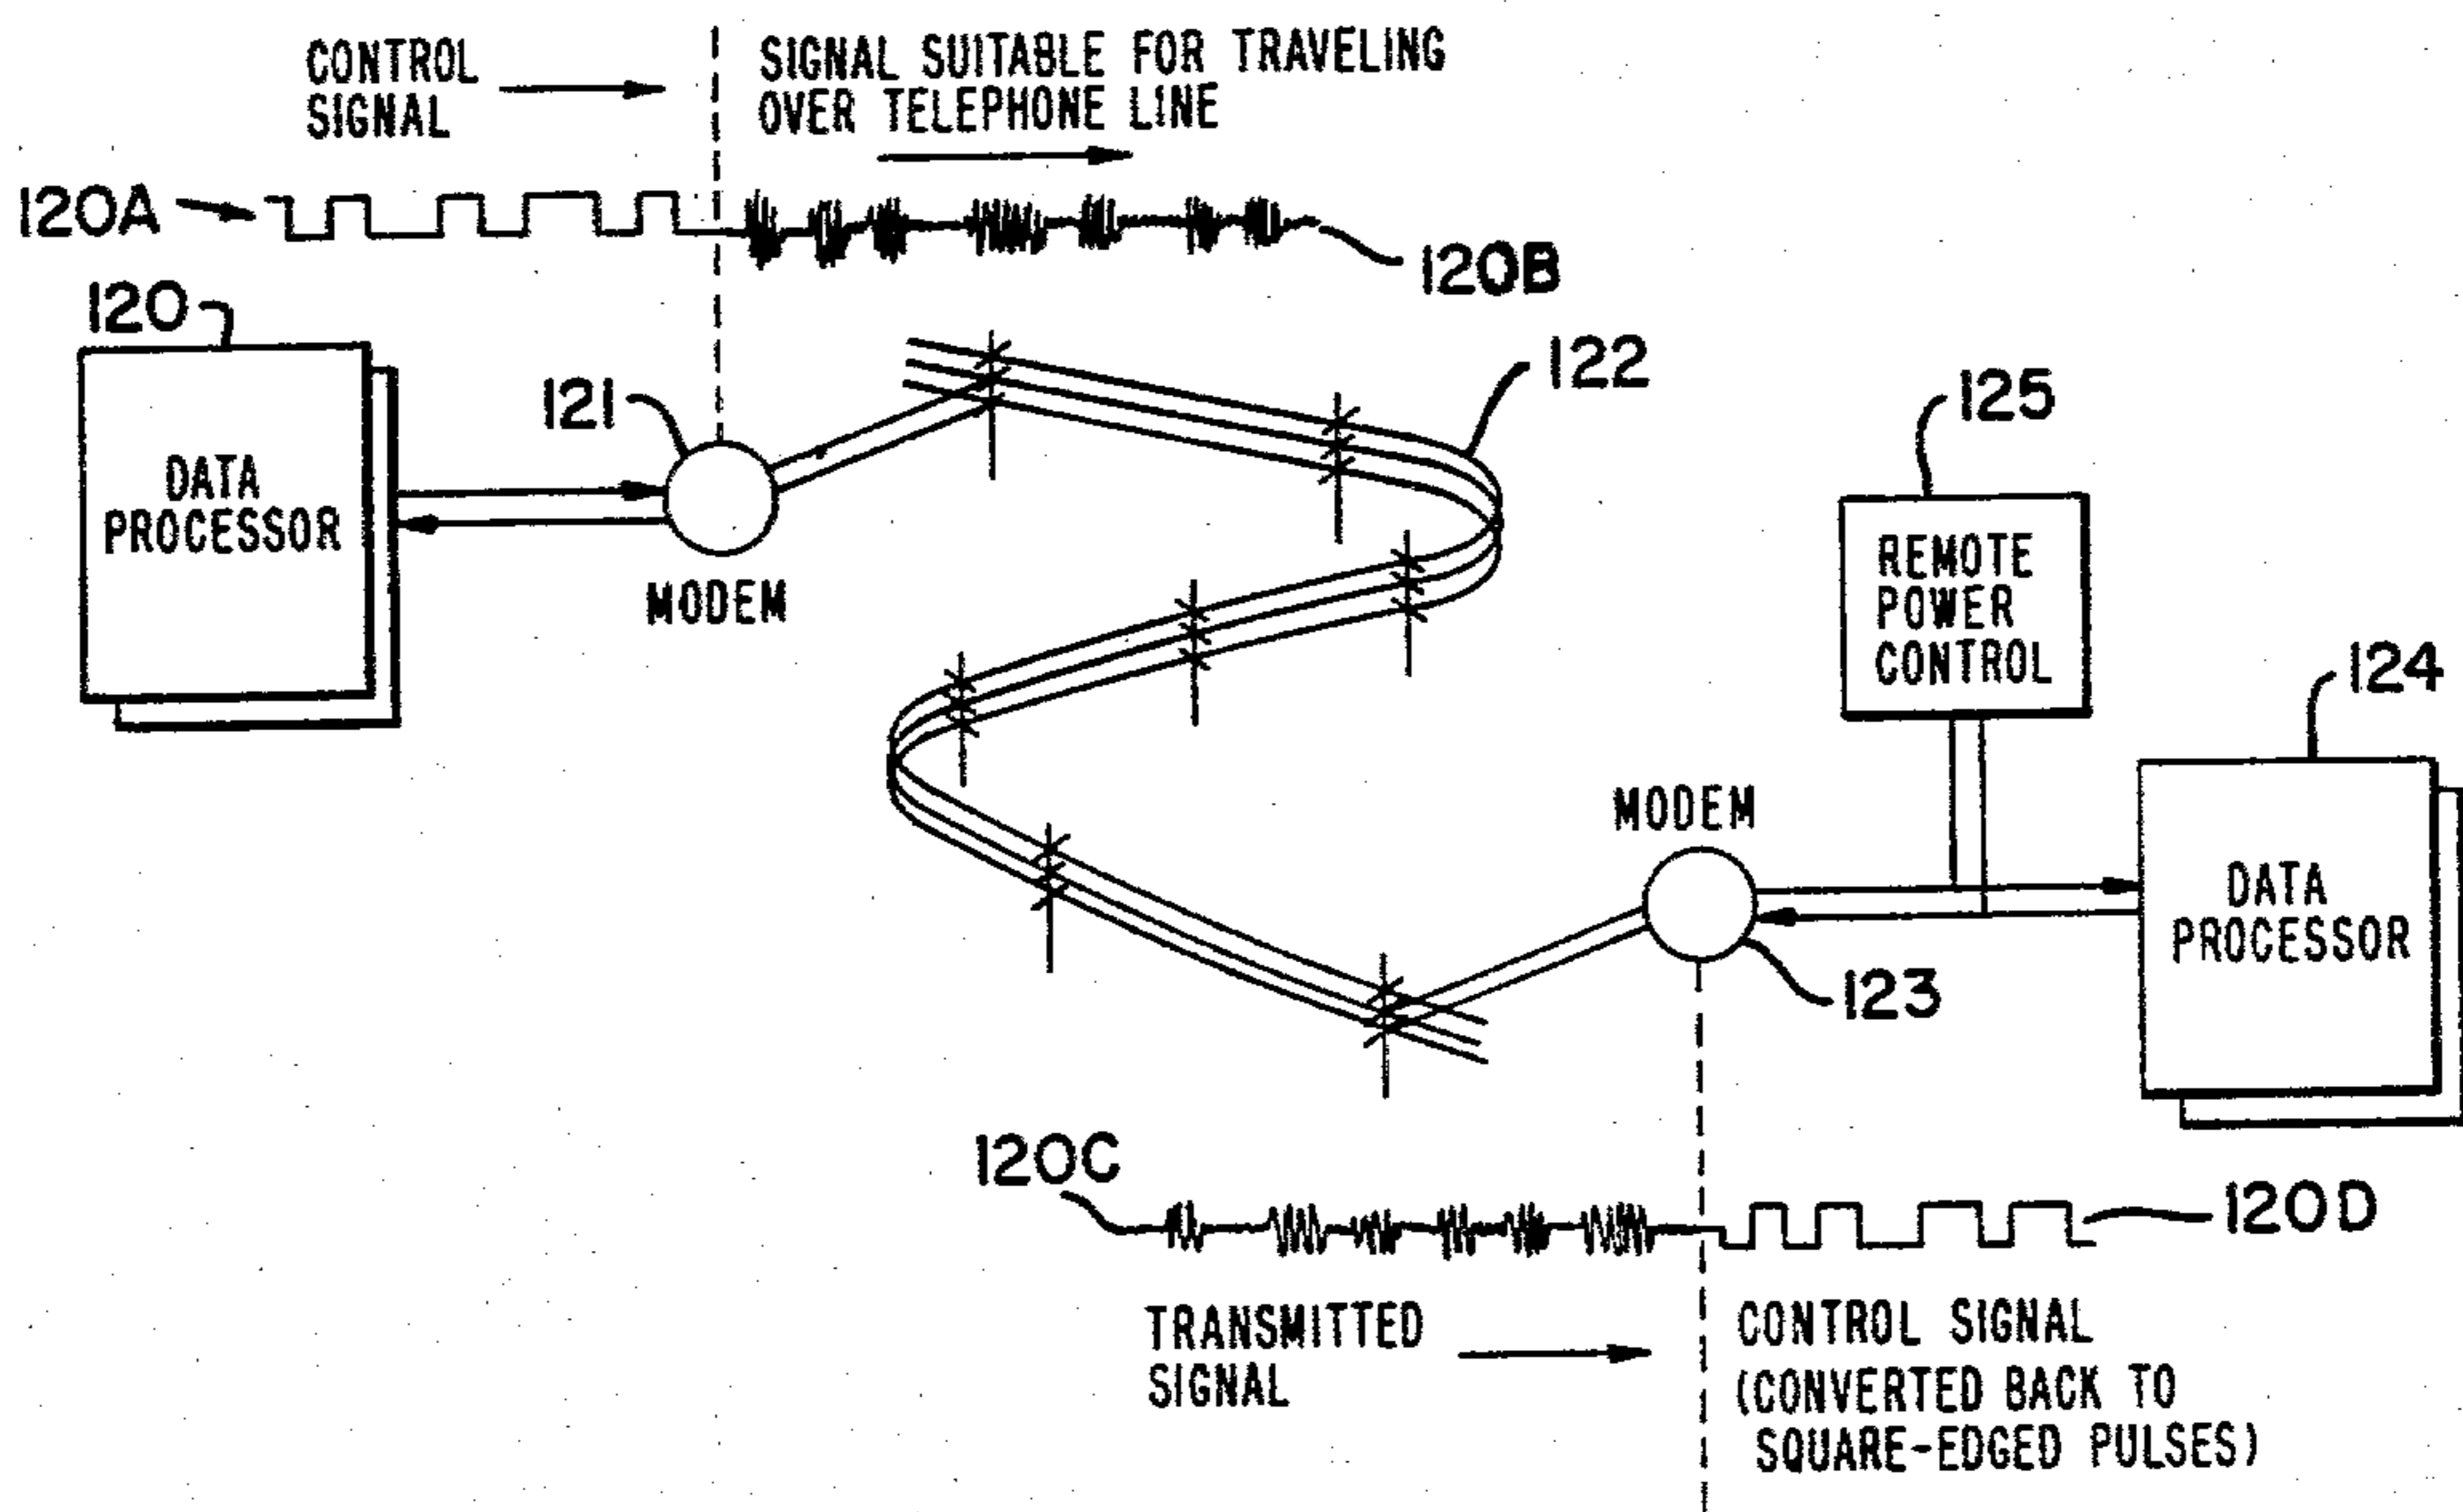 CONTROL
SIGNAL
SIGNAL SUITABLE FOR TRAVELING
OVER TELEPHONE LINE
120A
120B
120
121
122
125
DATA
PROCESSOR
MODEM
REMOTE
POWER
CONTROL
124
MODEM
DATA
PROCESSOR
123
120C
120D
TRANSMITTED
SIGNAL
CONTROL SIGNAL
(CONVERTED BACK TO
SQUARE-EDGED PULSES)